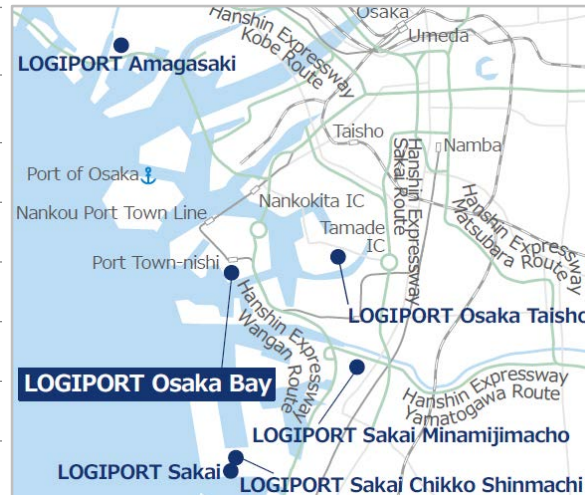 Osaka
Umeda
Hanshin Expressway
Kobe Route
LOGIPORT Amagasaki
Taisho
Namba
Hanshin Expressway
Sakai Route
Port of Osaka
Nankou Port Town Line
Nankokita IC
Tamade
IC
Hanshin Expressway
Matsubara Route
Port Town-nishi
Hanshin Expressway
Wangan Route
LOGIPORT Osaka Taisho
LOGIPORT Osaka Bay
Hanshin Expressway
Yamatogawa Route
LOGIPORT Sakai Minamijimacho
LOGIPORT Sakai
LOGIPORT Sakai Chikko Shinmachi